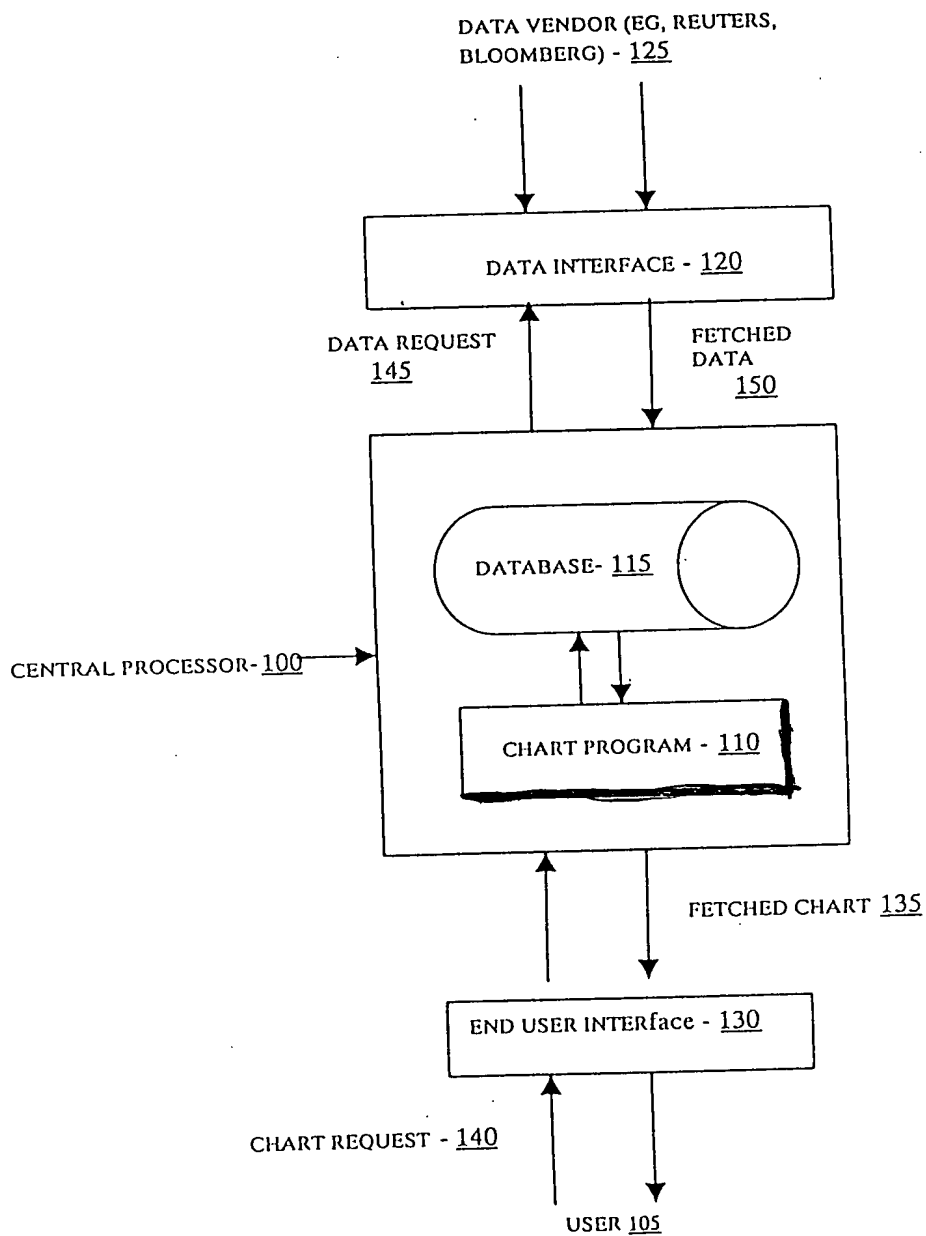 DATA VENDOR (EG, REUTERS,
BLOOMBERG) - 125
DATA INTERFACE - 120
DATA REQUEST
145
FETCHED
DATA
150
DATABASE- 115
CENTRAL PROCESSOR- 100
CHART PROGRAM - 110
FETCHED CHART 135
END USER INTERface - 130
CHART REQUEST - 140
USER 105